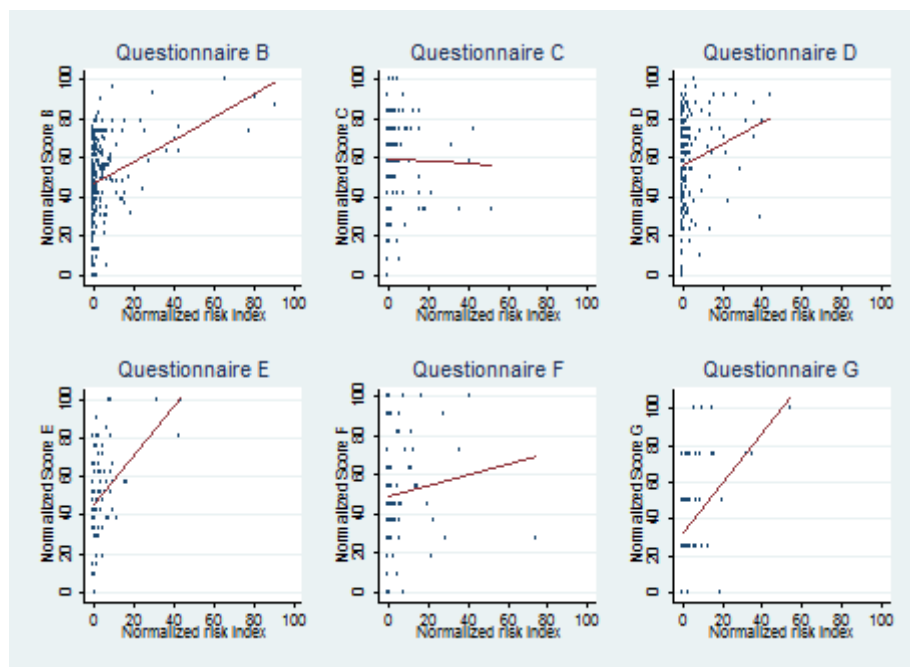 Questionnaire B
Normalized Score B
0 20 40 60 80 100
0 20 40 60 80 100
Normalized risk Index
Questionnaire C
Normalized Score C
0 20 40 60 80 100
0 20 40 60 80 100
Normalized risk Index
Questionnaire D
Normalized Score D
0 20 40 60 80 100
0 20 40 60 80 100
Normalized risk Index
Questionnaire E
Normalized Score E
0 20 40 60 80 100
0 20 40 60 80 100
Normalized risk Index
Questionnaire F
Normalized Score F
0 20 40 60 80 100
0 20 40 60 80 100
Normalized risk Index
Questionnaire G
Normalized Score G
0 20 40 60 80 100
0 20 40 60 80 100
Normalized risk Index